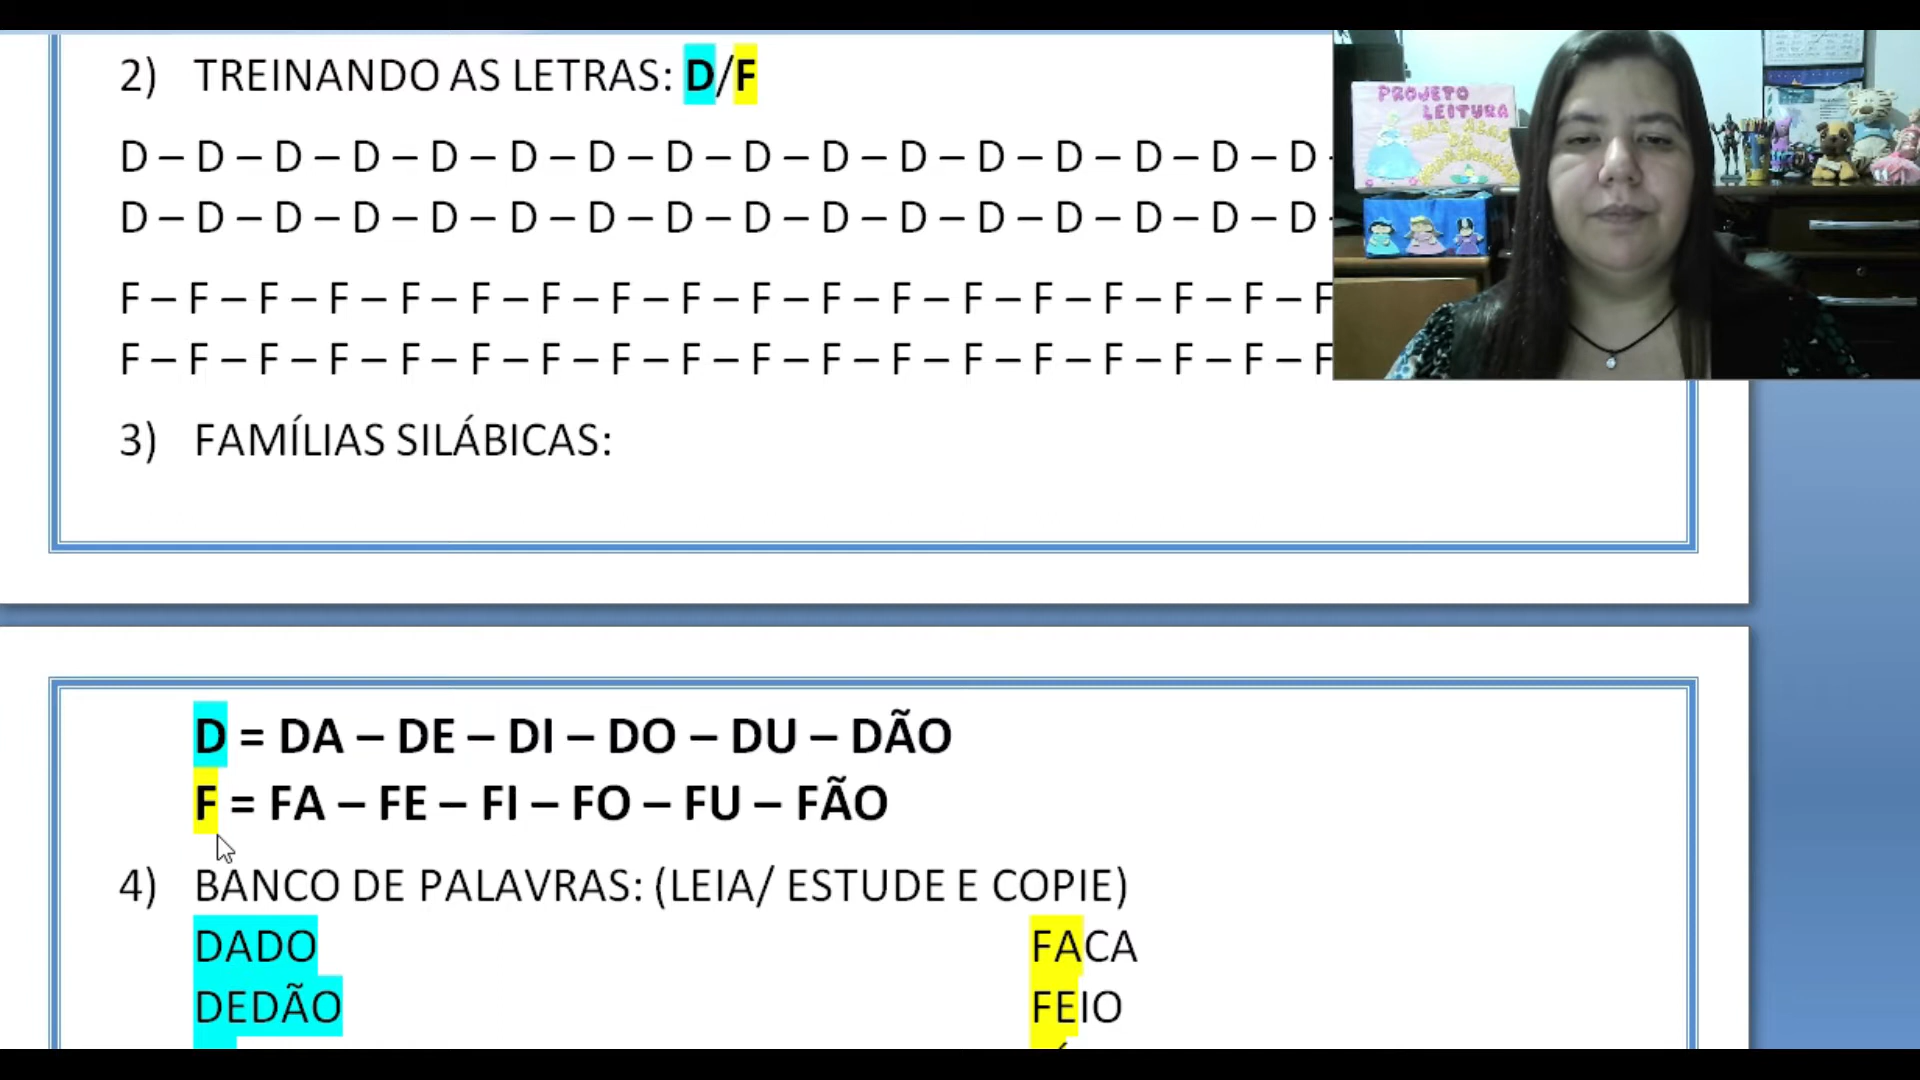 2) TREINANDO AS LETRAS: D/F
D – D – D – D – D – D – D – D – D – D – D – D – D – D – D – D
D – D – D – D – D – D – D – D – D – D – D – D – D – D – D – D
F – F – F – F – F – F – F – F – F – F – F – F – F – F – F – F – F – F
F – F – F – F – F – F – F – F – F – F – F – F – F – F – F – F – F – F
PROJETO
LEITURA
3) FAMÍLIAS SILÁBICAS:
D = DA – DE – DI – DO – DU – DÃO
F = FA – FE – FI – FO – FU – FÃO
4) BANCO DE PALAVRAS: (LEIA/ ESTUDE E COPIE)
DADO FACA
DEDÃO FEIO